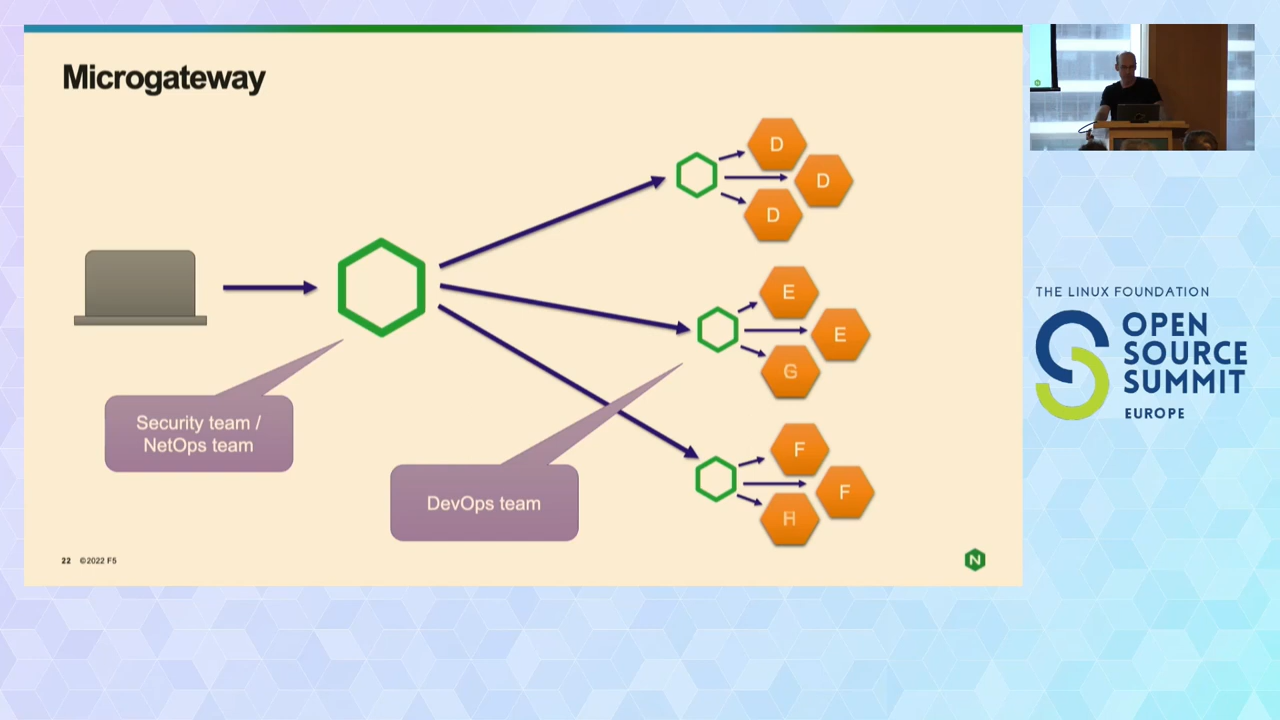 Microgateway
D
D
D
E
E
G
F
F
H
Security team /
NetOps team
DevOps team
22 ©2022 F5
N
THE LINUX FOUNDATION
OPEN
SOURCE
SUMMIT
EUROPE